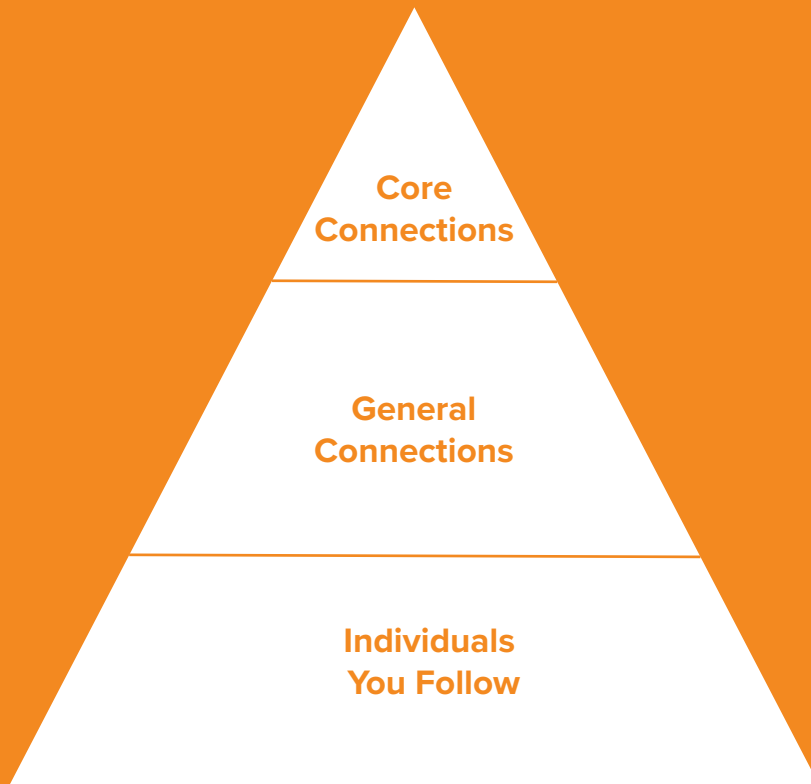 Core
Connections
General
Connections
Individuals
You Follow